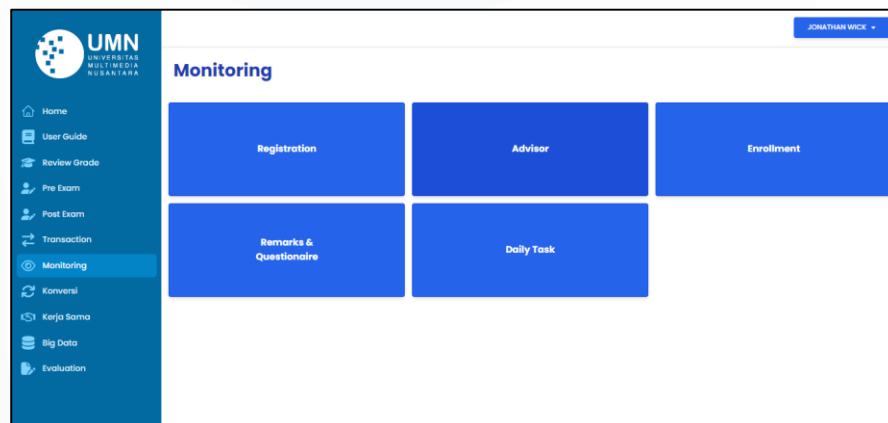 UMN
UNIVERSITAS
MULTIMEDIA
NUSANTARA
JONATHAN WICK
Monitoring
Home
User Guide
Review Grade
Pre Exam
Post Exam
Transaction
Monitoring
Konversi
Kerja Sama
Big Data
Evaluation
Registration
Advisor
Enrollment
Remarks &
Questionaire
Daily Task